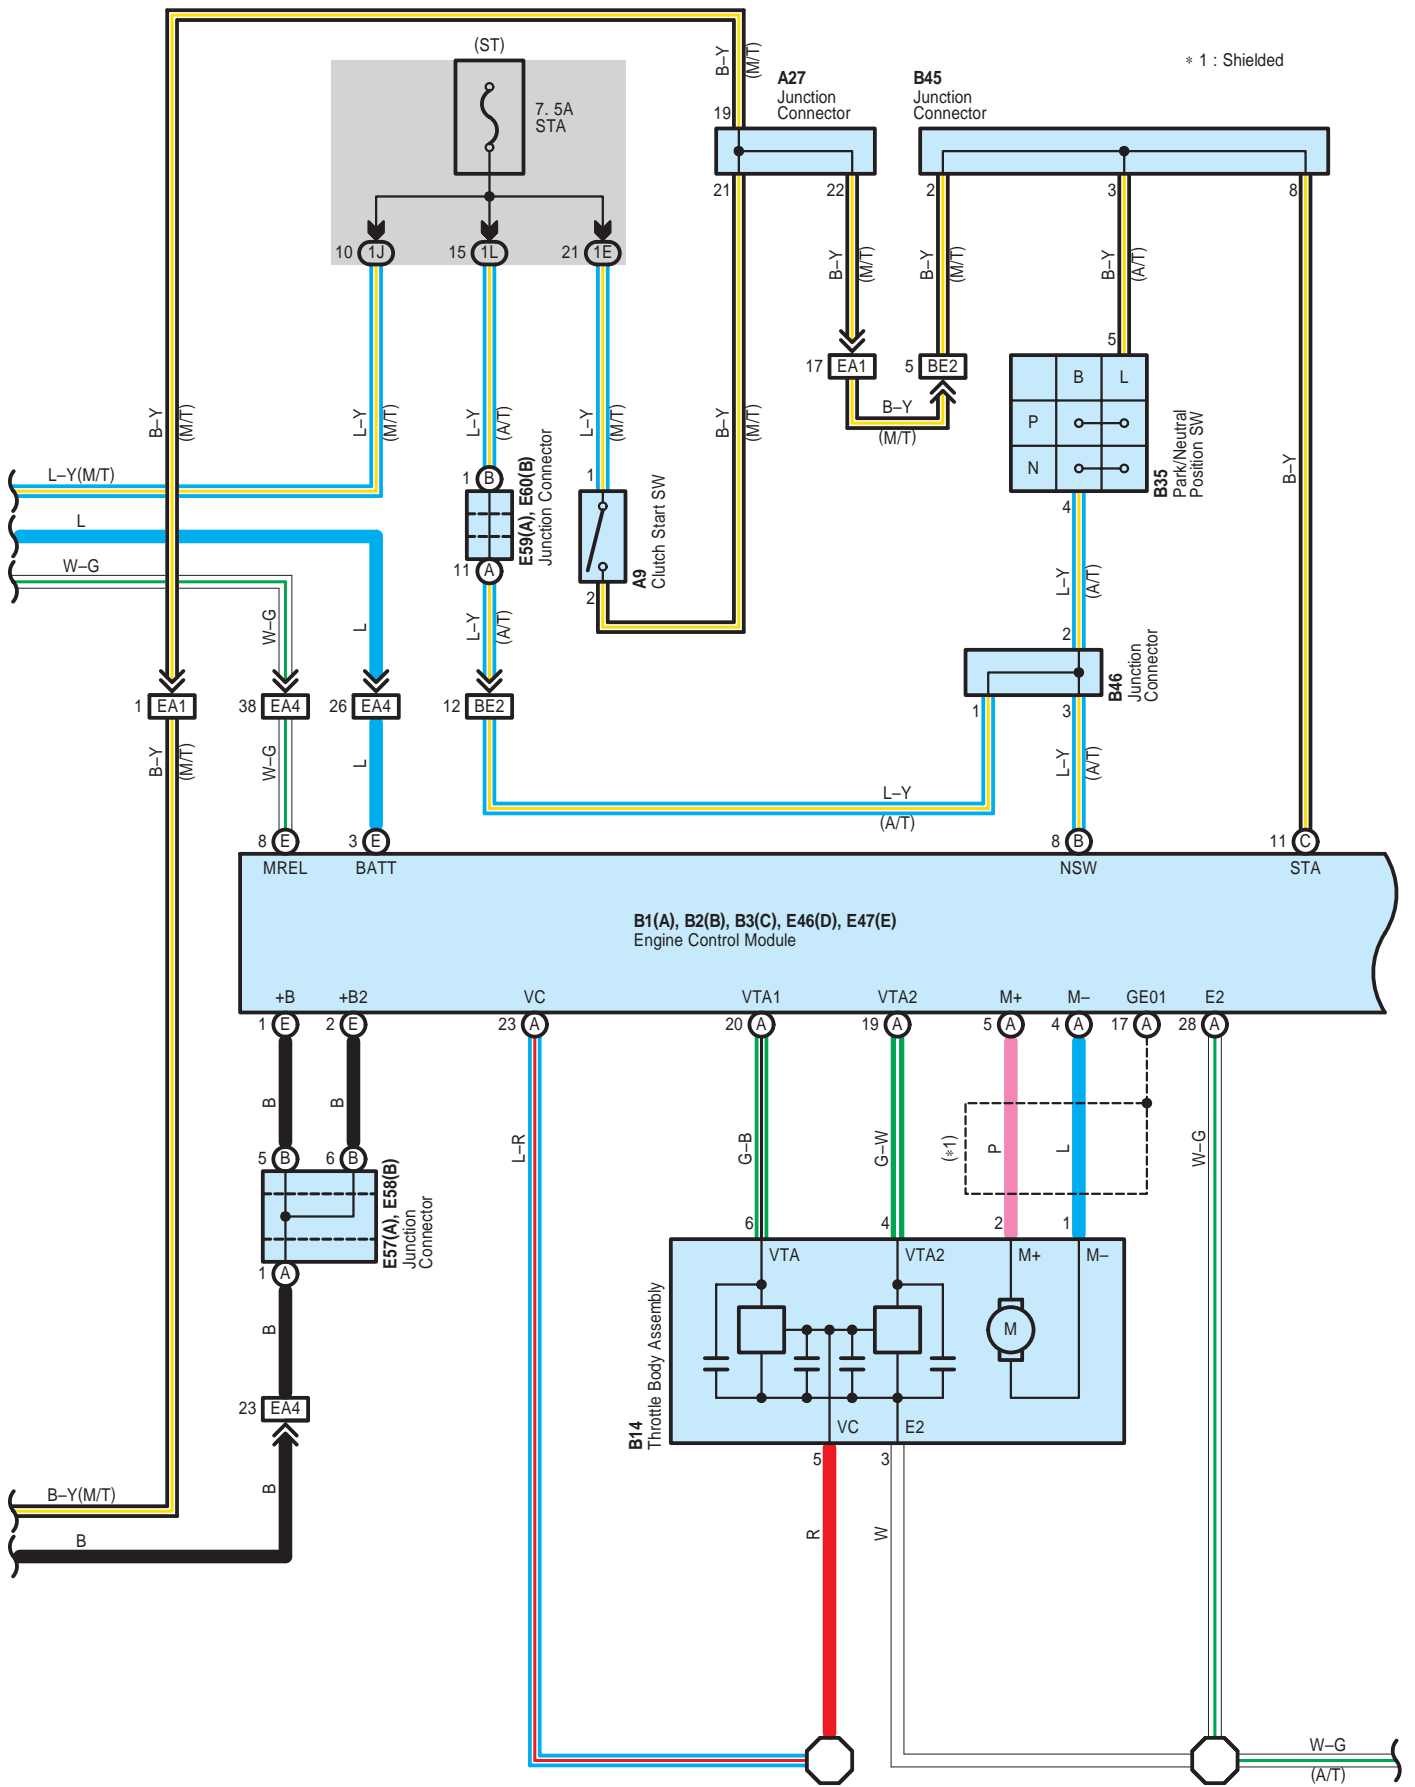 (ST)
7. 5A
STA
* 1 : Shielded
B–Y
(M/T)
A27
Junction
Connector
B45
Junction
Connector
19
21
22
2
3
8
10
1J
15
1L
21
1E
B–Y
(M/T)
B–Y
(M/T)
B–Y
(A/T)
5
17
EA1
5
BE2
B–Y
(M/T)
B
L
P
N
B35
Park/Neutral
Position SW
4
B–Y
(M/T)
L–Y
(M/T)
L–Y
(A/T)
L–Y
(M/T)
B–Y
(M/T)
B–Y
L–Y(M/T)
L
W–G
1
B
E59(A), E60(B)
Junction Connector
11
A
1
A9
Clutch Start SW
2
W–G
L
L–Y
(A/T)
L–Y
(A/T)
2
B46
Junction
Connector
1
3
1
EA1
38
EA4
26
EA4
12
BE2
B–Y
(M/T)
W–G
L
L–Y
(A/T)
L–Y
(A/T)
8
E
3
E
8
B
11
C
MREL
BATT
NSW
STA
B1(A), B2(B), B3(C), E46(D), E47(E)
Engine Control Module
+B
+B2
VC
VTA1
VTA2
M+
M–
GE01
E2
1
E
2
E
23
A
20
A
19
A
5
A
4
A
17
A
28
A
B
B
L–R
G–B
G–W
(*1)
P
L
W–G
5
B
6
B
E57(A), E58(B)
Junction
Connector
1
A
6
4
2
1
VTA
VTA2
M+
M–
M
B14
Throttle Body Assembly
VC
E2
5
3
B
23
EA4
B
B–Y(M/T)
B
R
W
W–G
(A/T)